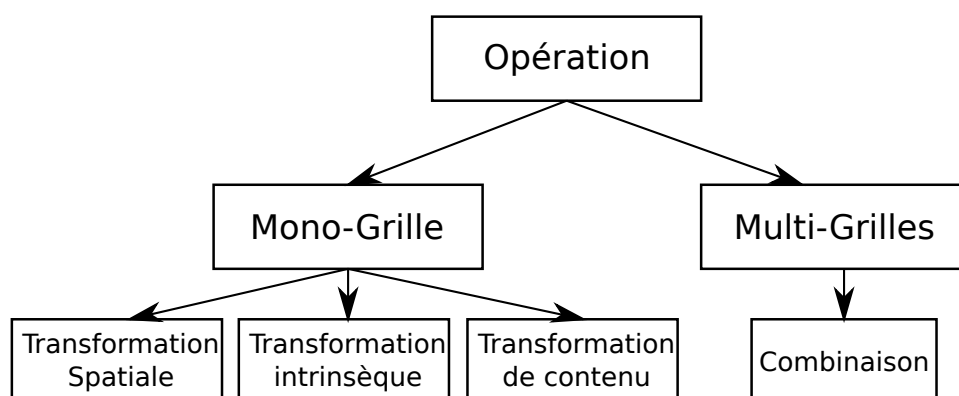 Opération
Mono-Grille
Multi-Grilles
Transformation
Spatiale
Transformation
intrinsèque
Transformation
de contenu
Combinaison